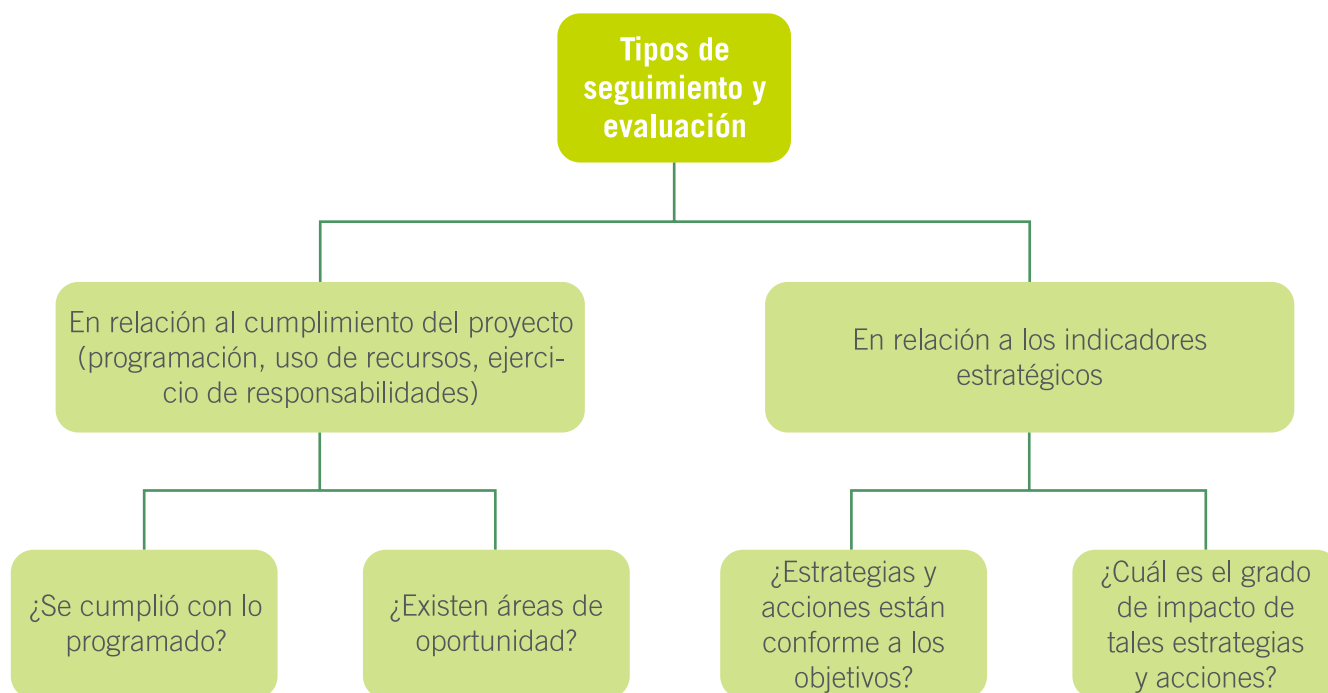 Tipos de
seguimiento y
evaluación
En relación al cumplimiento del proyecto
(programación, uso de recursos, ejerci-
cio de responsabilidades)
En relación a los indicadores
estratégicos
¿Se cumplió con lo
programado?
¿Existen áreas de
oportunidad?
¿Estrategias y
acciones están
conforme a los
objetivos?
¿Cuál es el grado
de impacto de
tales estrategias
y acciones?